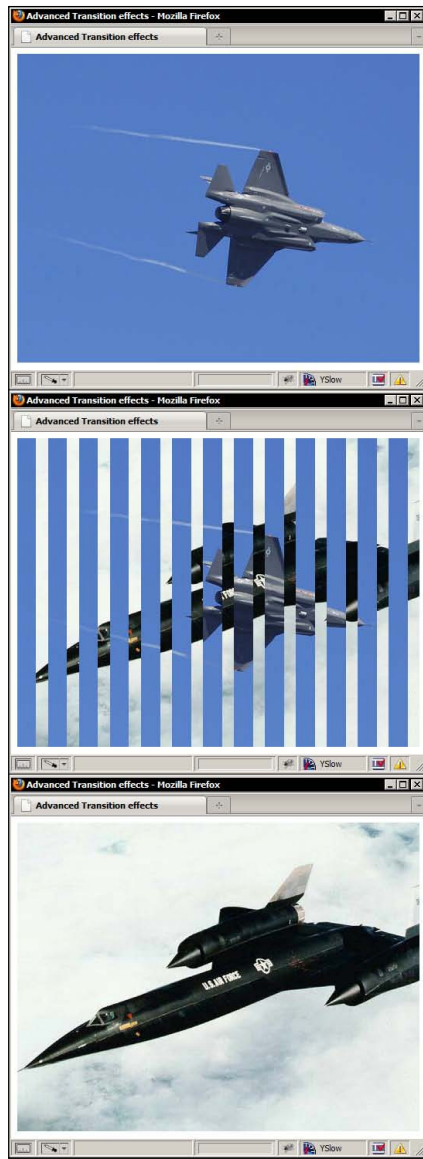 Advanced Transition effects - Mozilla Firefox
Advanced Transition effects
YSlow
Advanced Transition effects - Mozilla Firefox
Advanced Transition effects
FORCE
YSlow
Advanced Transition effects - Mozilla Firefox
Advanced Transition effects
U.S. AIR FORCE
YSlow